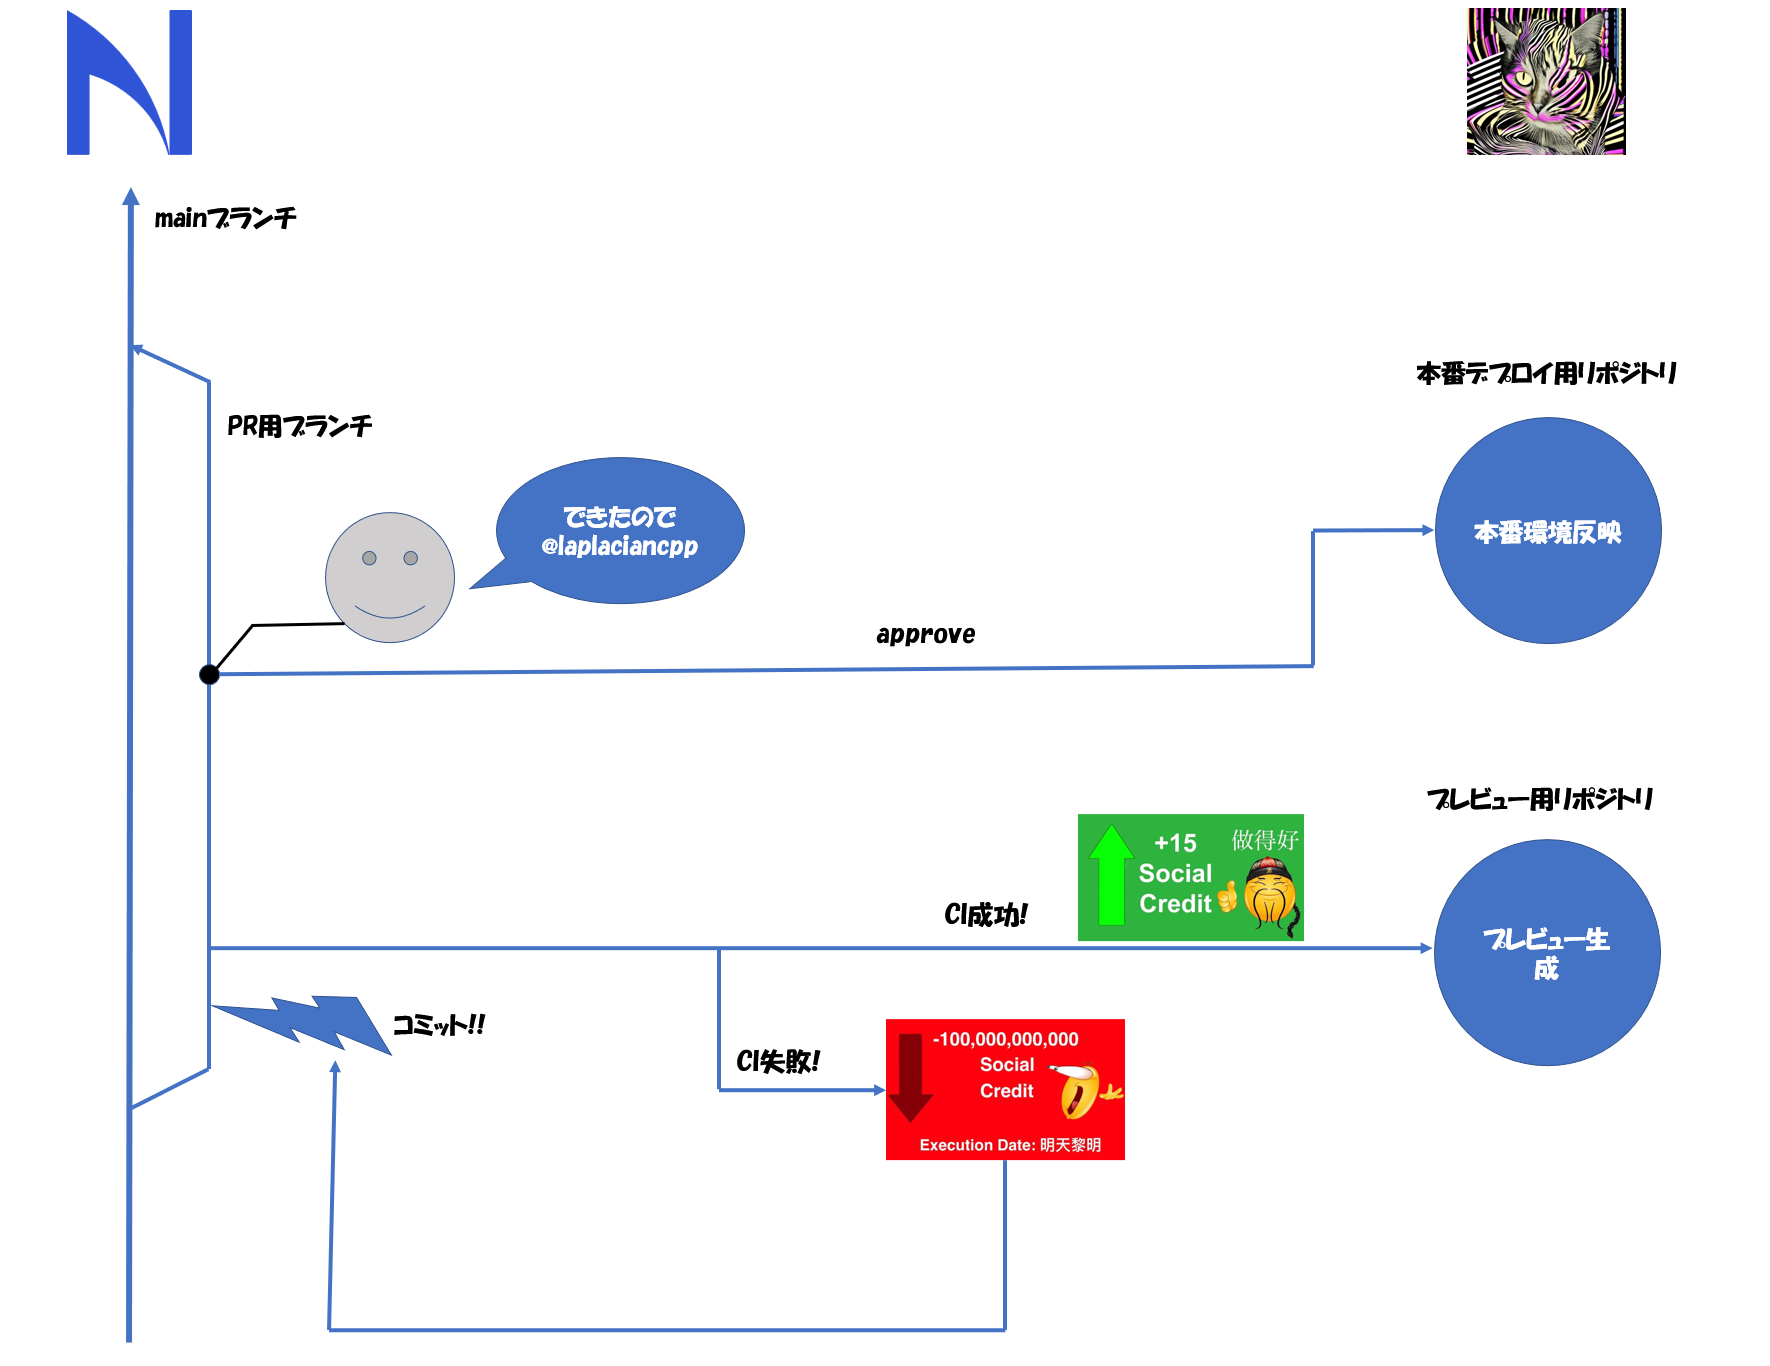 mainブランチ
本番デプロイ用リポジトリ
PR用ブランチ
できたので
@laplaciancpp
本番環境反映
approve
プレビュー用リポジトリ
+15
Social
Credit
做得好
CI成功!
プレビュー生
成
コミット!!
CI失敗!
-100,000,000,000
Social
Credit
Execution Date: 明天黎明